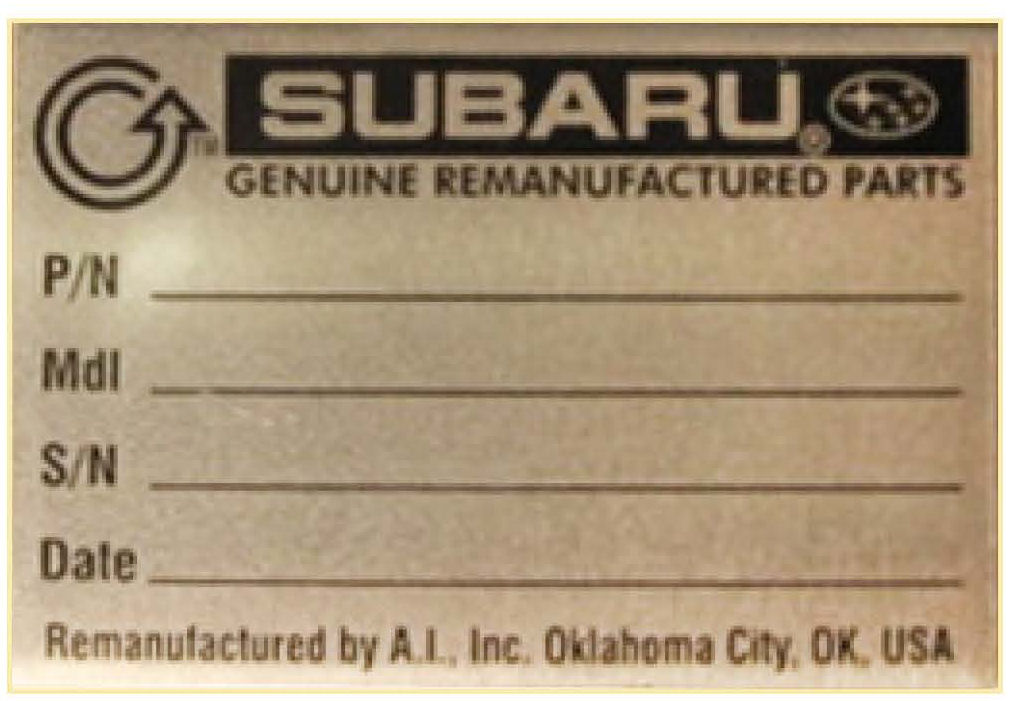 SUBARU®
GENUINE REMANUFACTURED PARTS
P/N
Mdl
S/N
Date
Remanufactured by A.I., Inc. Oklahoma City, OK, USA